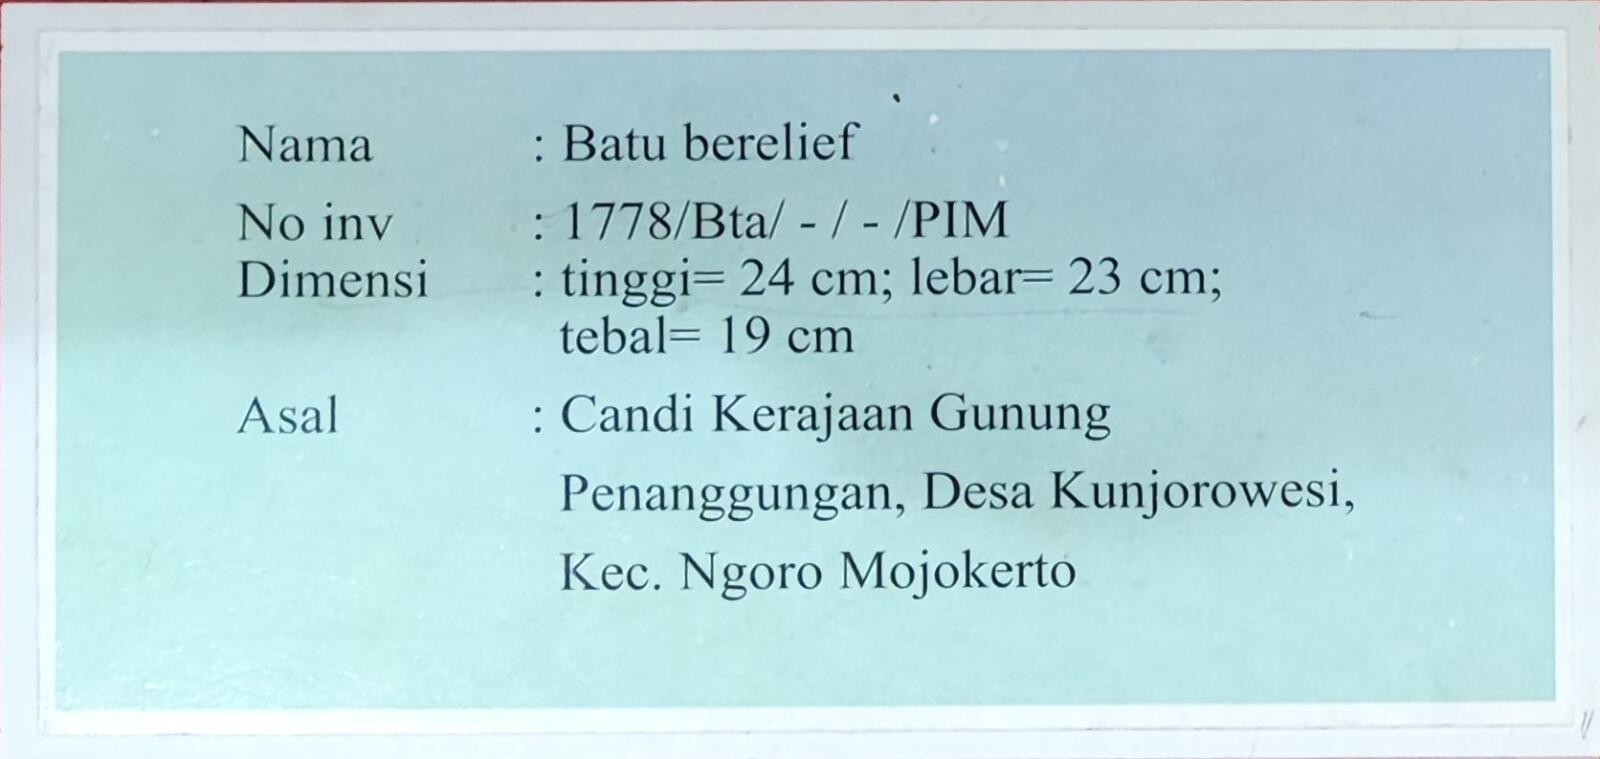 Nama : Batu berelief
No inv : 1778/Bta/ - / - /PIM
Dimensi : tinggi= 24 cm; lebar= 23 cm;
tebal= 19 cm
Asal : Candi Kerajaan Gunung
Penanggungan, Desa Kunjorowesi,
Kec. Ngoro Mojokerto